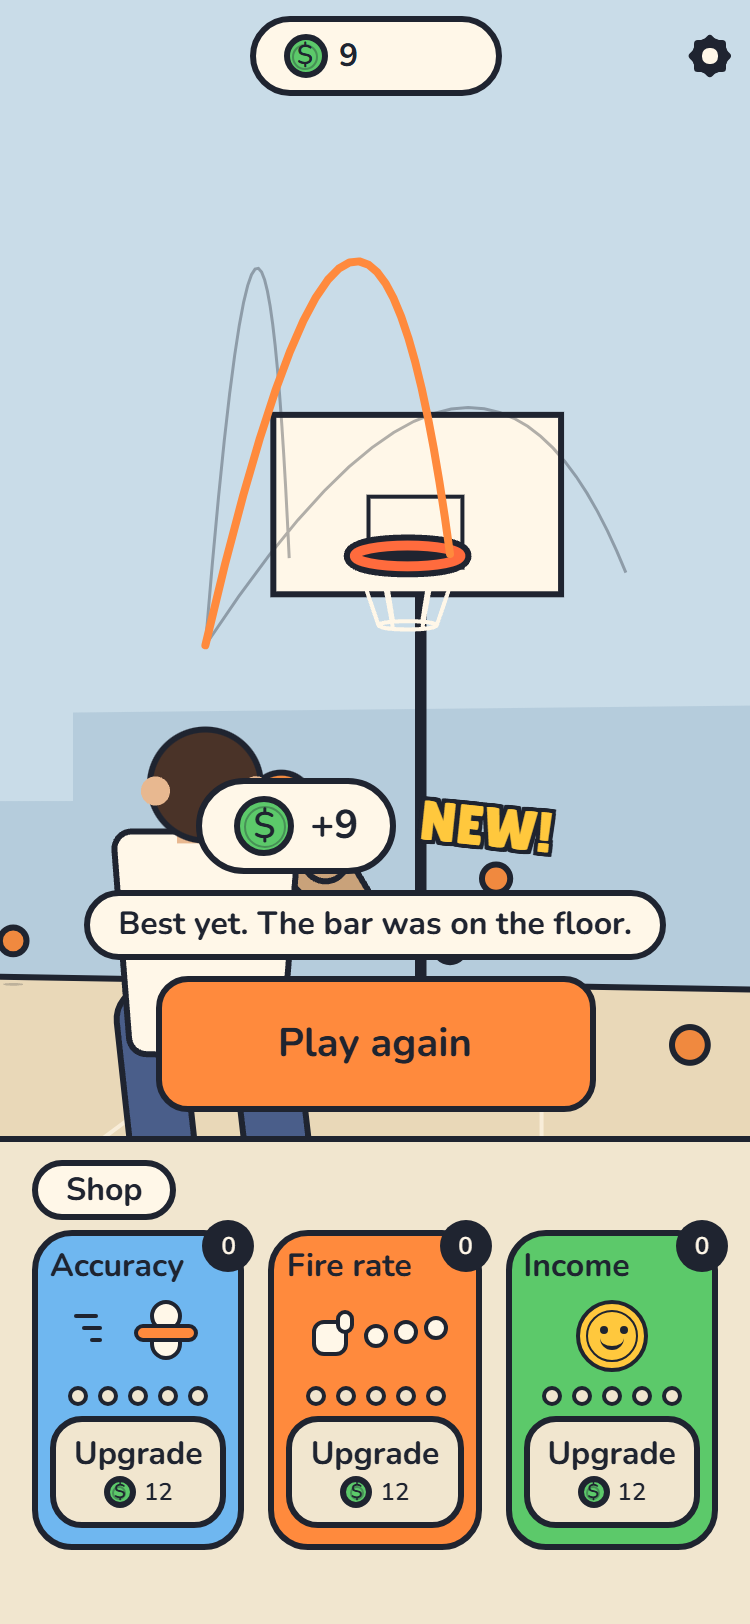 $ 9
$ +9
NEW!
Best yet. The bar was on the floor.
Play again
Shop
Accuracy 0
Fire rate 0
Income 0
Upgrade
$ 12
Upgrade
$ 12
Upgrade
$ 12